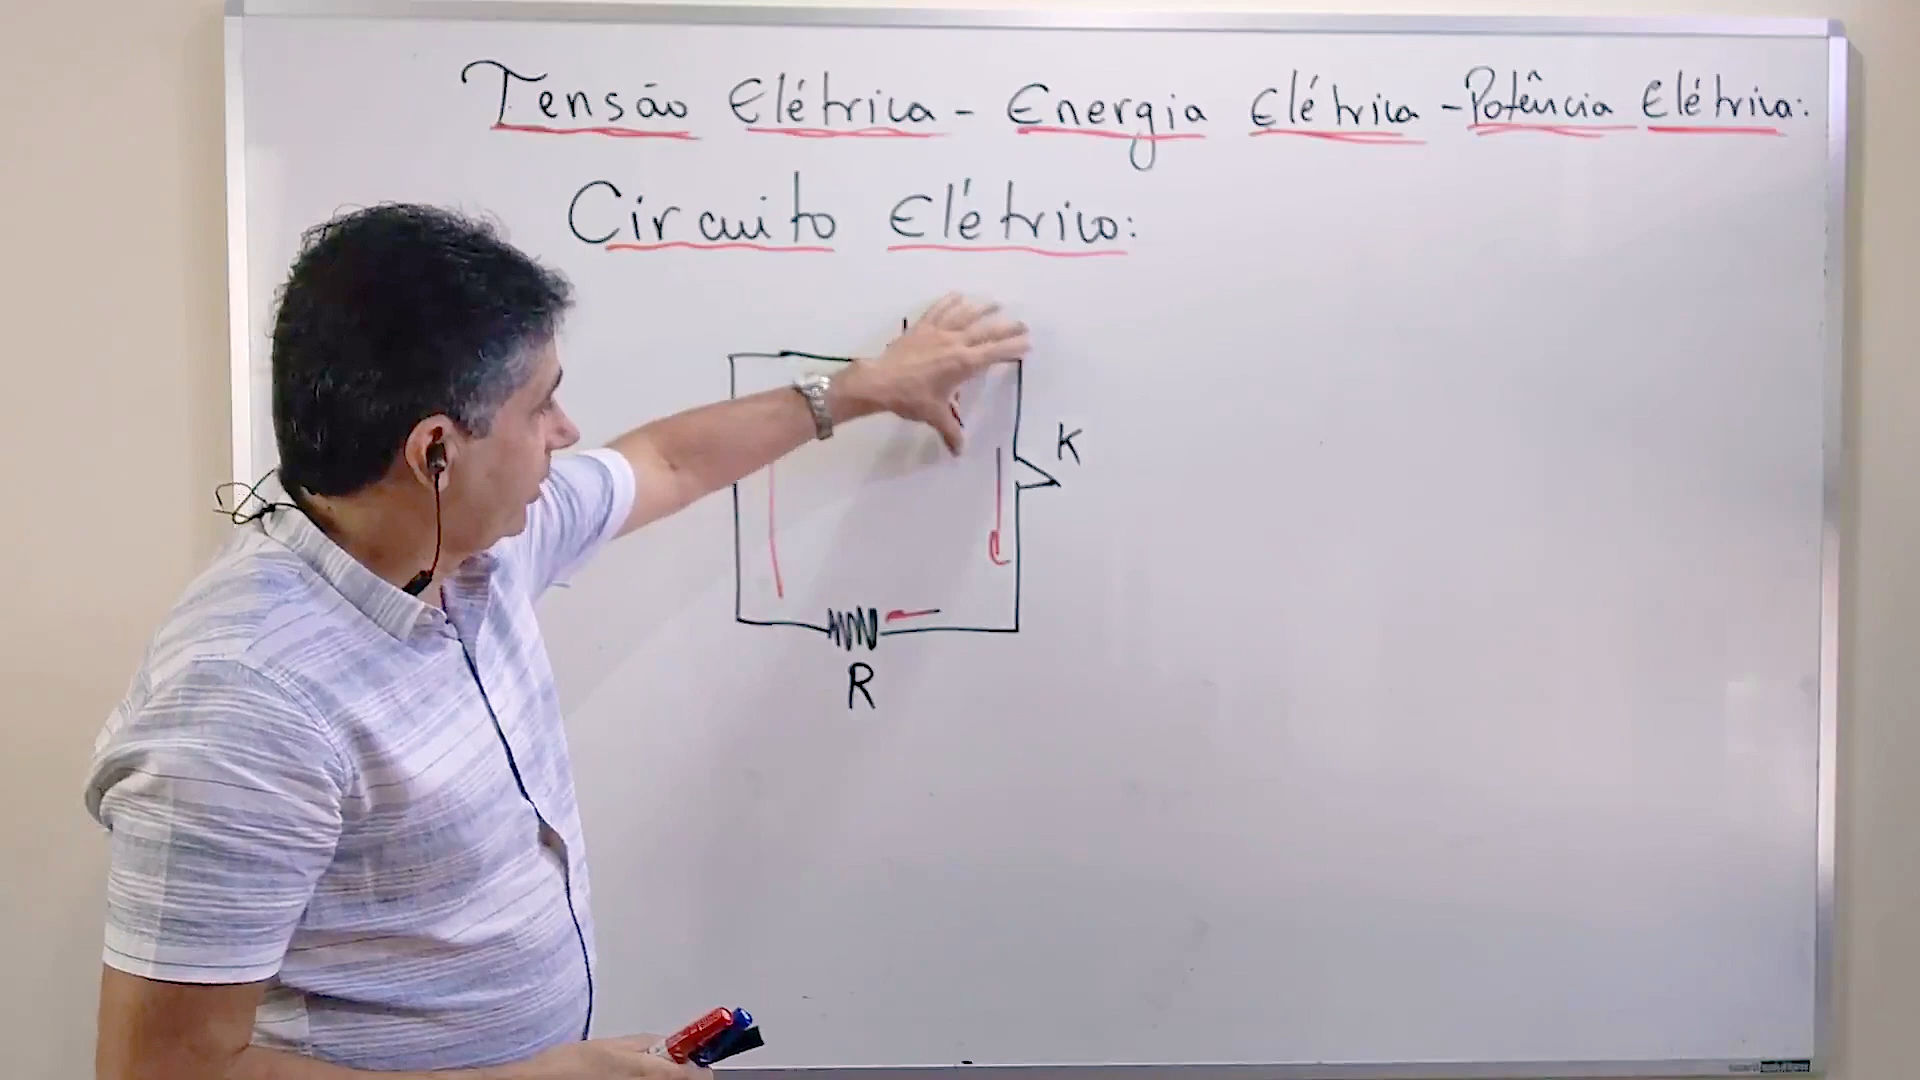 Tensão Elétrica - Energia Elétrica - Potência Elétrica:
Circuito Elétrico:
K
R